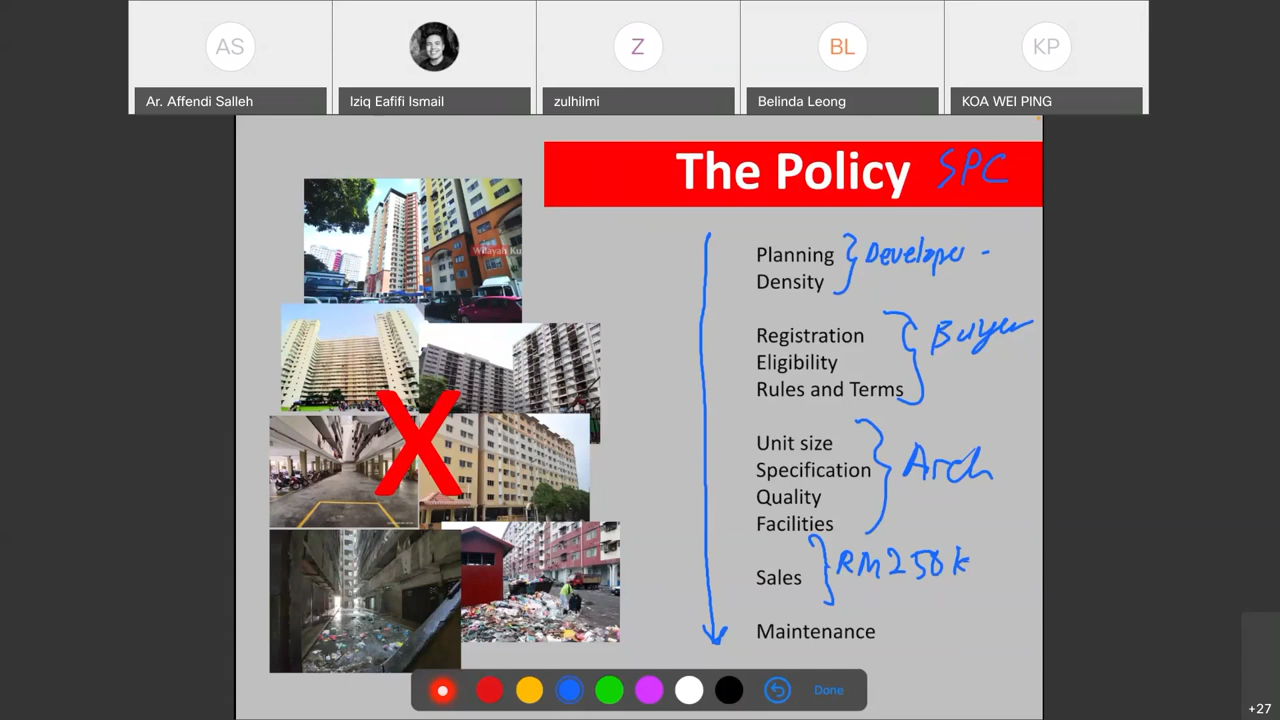 AS
Z
BL
KP
Ar. Affendi Salleh
Iziq Eafifi Ismail
zulhilmi
Belinda Leong
KOA WEI PING
The Policy SPC
Planning
Density
Developer -
Registration
Eligibility
Rules and Terms
Buyer
Unit size
Specification
Quality
Facilities
Arch
Sales
RM250k
Maintenance
Wilayah Ku
Done
+27